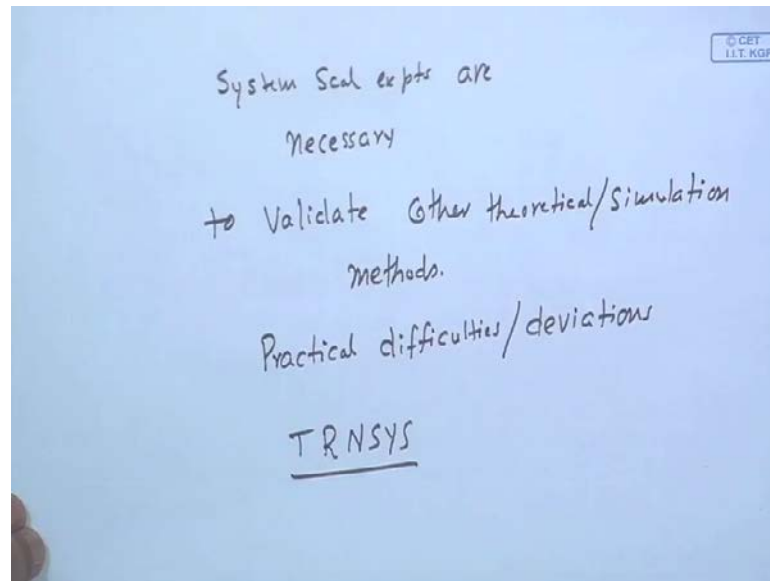 © CET
I.I.T. KGP
System Scal expts are
necessary
to Validate Other theoretical/Simulation
methods.
Practical difficulties/deviations
TRNSYS